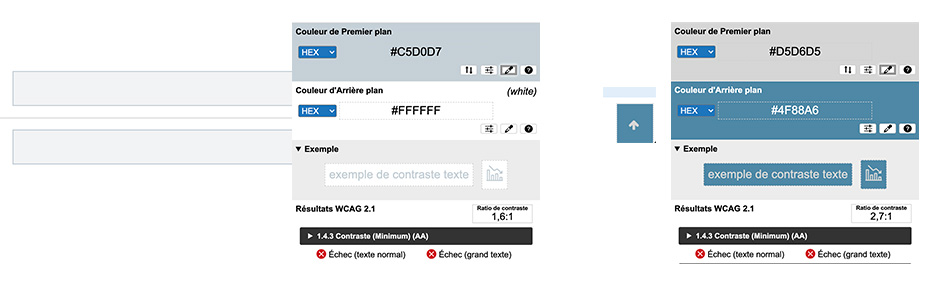 Couleur de Premier plan
HEX #C5D0D7
Couleur d'Arrière plan (white)
HEX #FFFFFF
▼ Exemple
exemple de contraste texte
Résultats WCAG 2.1
Ratio de contraste
1,6:1
► 1.4.3 Contraste (Minimum) (AA)
Échec (texte normal) Échec (grand texte)
Couleur de Premier plan
HEX #D5D6D5
Couleur d'Arrière plan
HEX #4F88A6
▼ Exemple
exemple de contraste texte
Résultats WCAG 2.1
Ratio de contraste
2,7:1
► 1.4.3 Contraste (Minimum) (AA)
Échec (texte normal) Échec (grand texte)